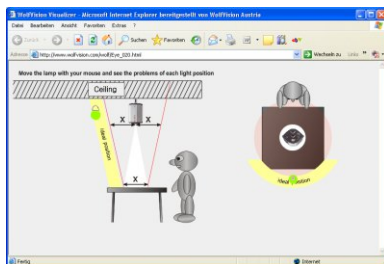 WolfVision Visualizer - Microsoft Internet Explorer bereitgestellt von WolfVision Austria
Datei Bearbeiten Ansicht Favoriten Extras ?
Zurück Suchen Favoriten
Adresse http://www.wolfvision.com/wolf/Eye_020.html Wechseln zu Links
Move the lamp with your mouse and see the problems of each light position
Ceiling
X X
ideal position
X
ideal position
Fertig Internet